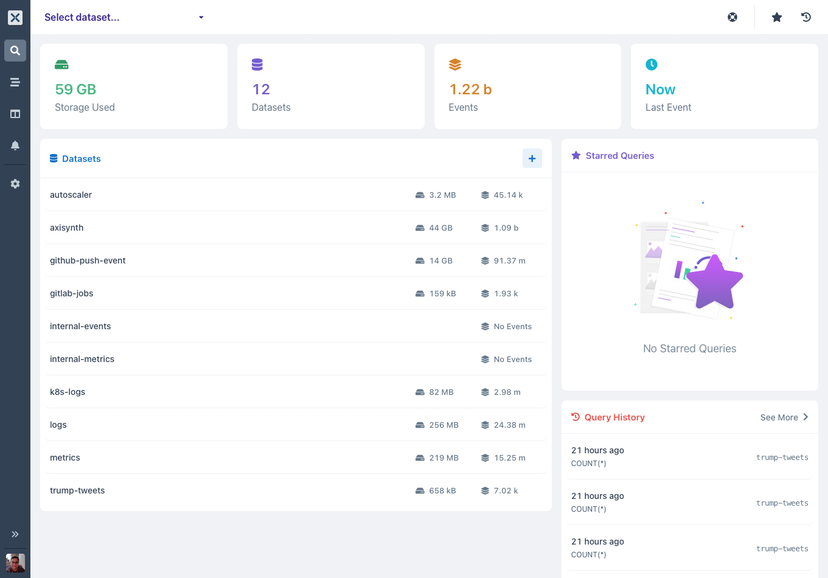 Select dataset...
59 GB
Storage Used
12
Datasets
1.22 b
Events
Now
Last Event
Datasets
autoscaler 3.2 MB 45.14 k
axisynth 44 GB 1.09 b
github-push-event 14 GB 91.37 m
gitlab-jobs 159 kB 1.93 k
internal-events No Events
internal-metrics No Events
k8s-logs 82 MB 2.98 m
logs 256 MB 24.38 m
metrics 219 MB 15.25 m
trump-tweets 658 kB 7.02 k
Starred Queries
No Starred Queries
Query History See More
21 hours ago
COUNT(*) trump-tweets
21 hours ago
COUNT(*) trump-tweets
21 hours ago
COUNT(*) trump-tweets